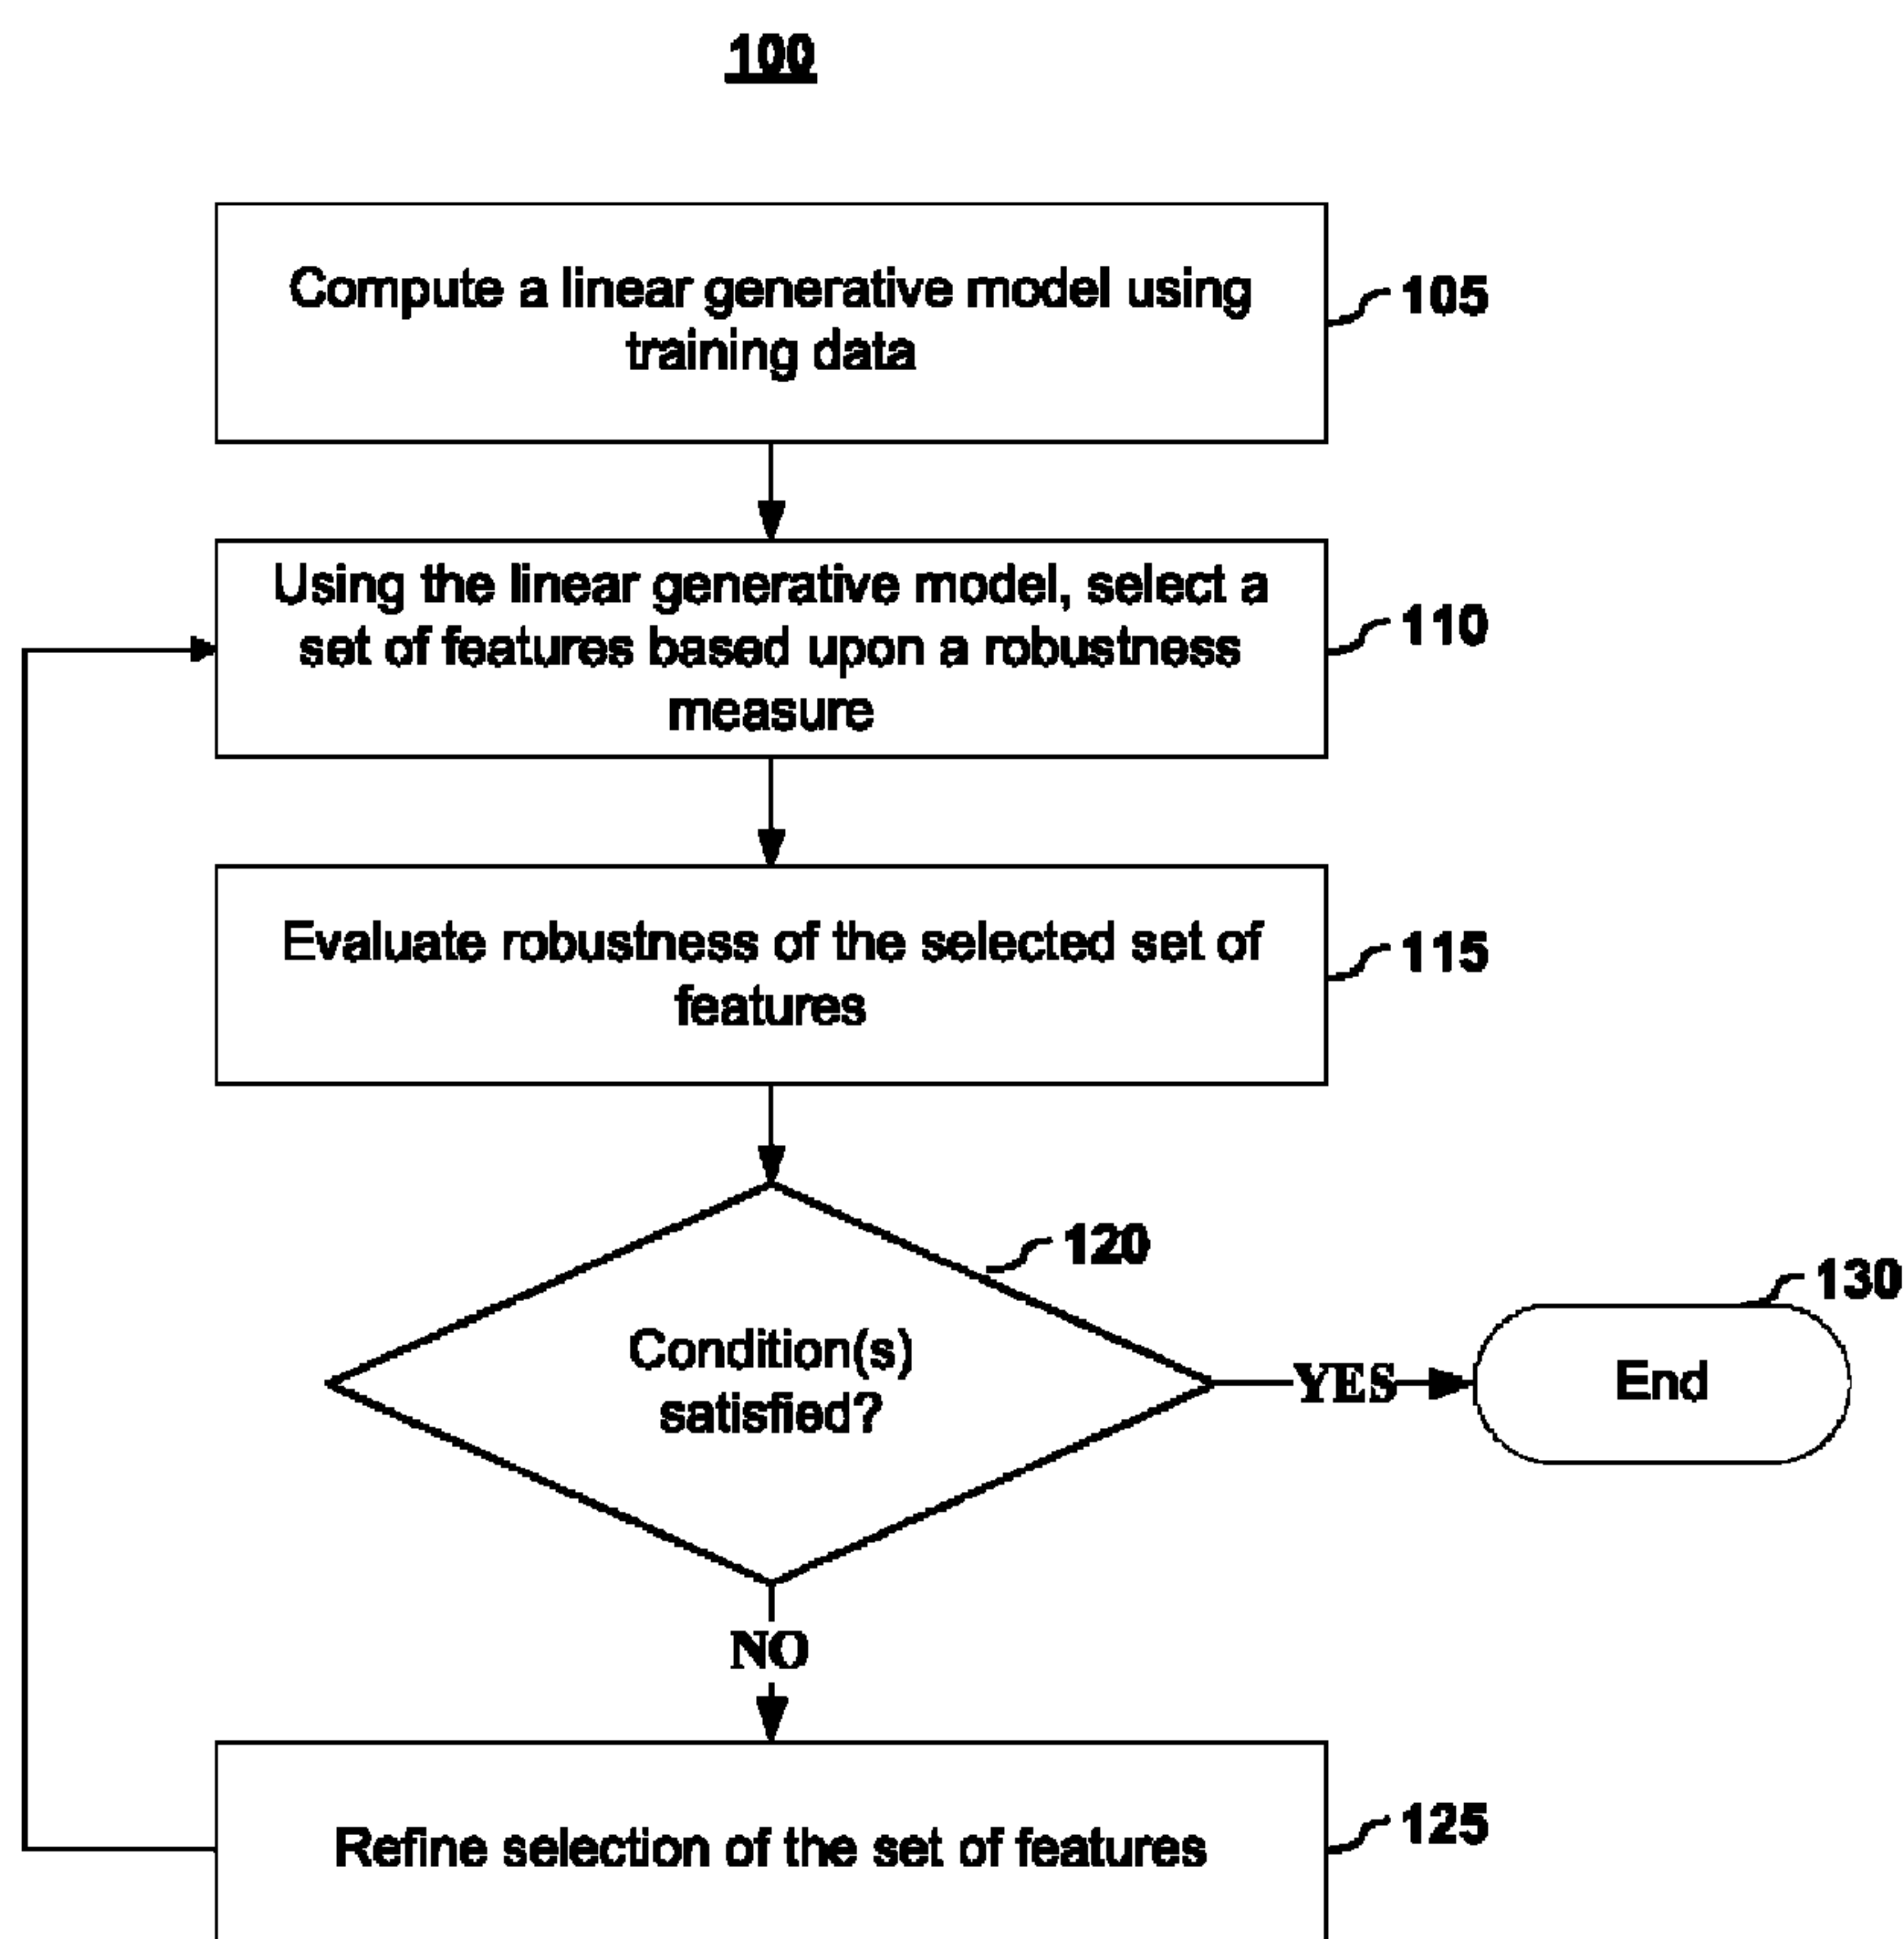 100
Compute a linear generative model using
training data
105
Using the linear generative model, select a
set of features based upon a robustness
measure
110
Evaluate robustness of the selected set of
features
115
120
130
Condition(s)
satisfied?
YES
End
NO
Refine selection of the set of features
125